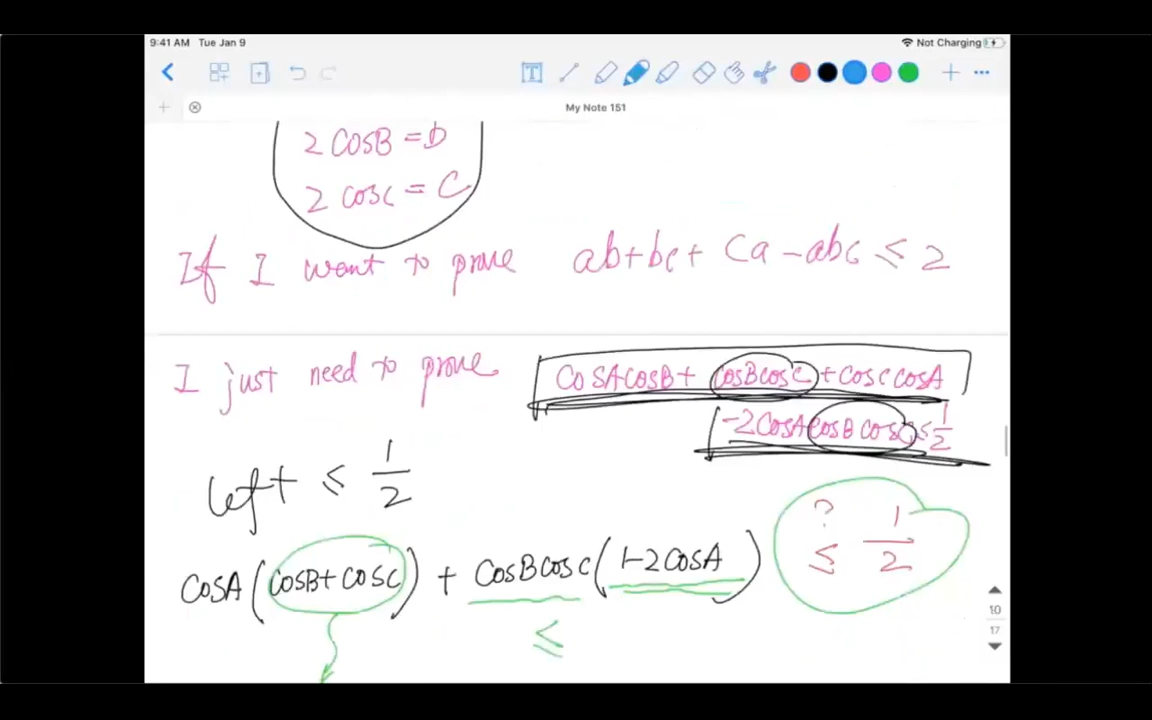 9:41 AM Tue Jan 9
Not Charging
My Note 151
2 cosB = b
2 cosc = C
If I want to prove ab+bc+ Ca -abc ≤ 2
I just need to prove CosAcosB+ cosBcosc +cosccosA
-2cosAcosB cosc ≤ 1/2
left ≤ 1/2
cosA(cosB+cosc) + cosBcosc(1-2cosA) ? ≤ 1/2
≤
10
17